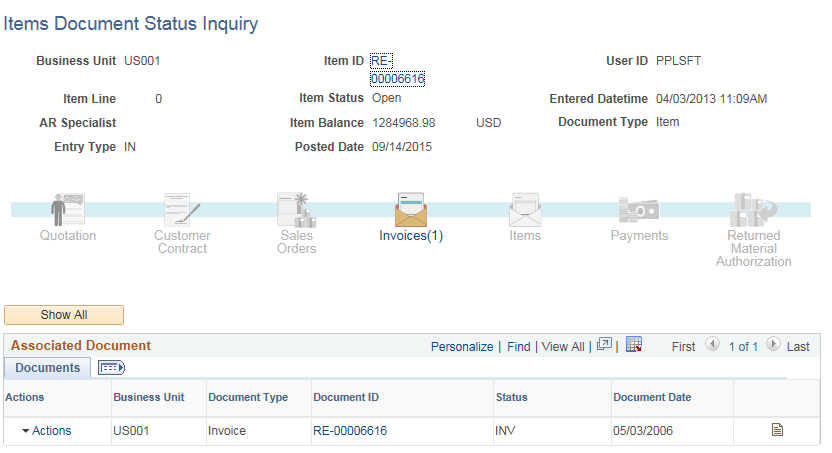 Items Document Status Inquiry
Business Unit US001 Item ID RE- User ID PPLSFT
00006616
Item Line 0 Item Status Open Entered Datetime 04/03/2013 11:09AM
AR Specialist Item Balance 1284968.98 USD Document Type Item
Entry Type IN Posted Date 09/14/2015
Quotation Customer Sales Invoices(1) Items Payments Returned
Contract Orders Material
Authorization
Show All
Associated Document Personalize | Find | View All | | First 1 of 1 Last
Documents
Actions Business Unit Document Type Document ID Status Document Date
Actions US001 Invoice RE-00006616 INV 05/03/2006